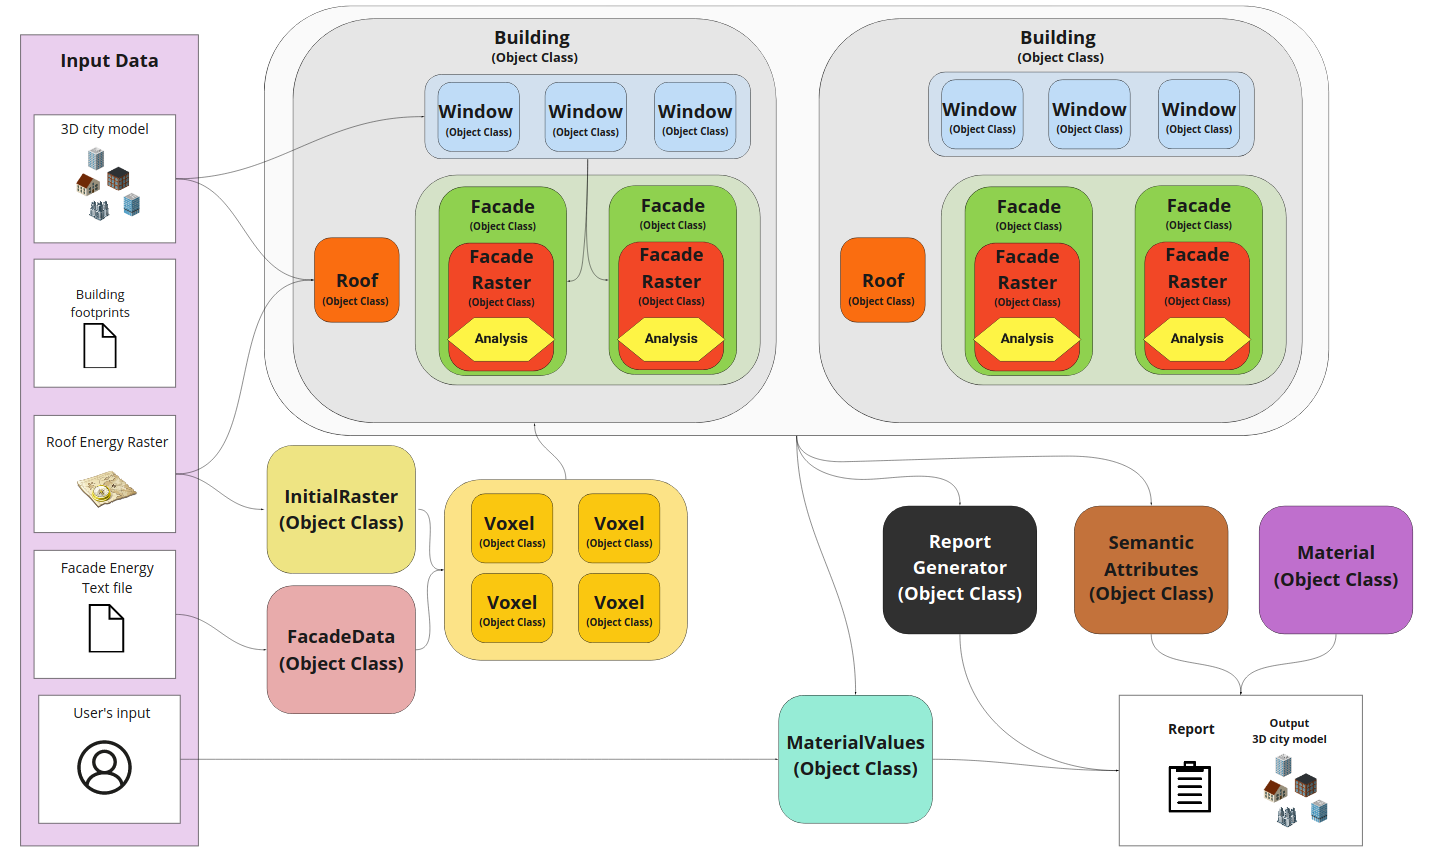 Input Data
3D city model
Building
footprints
Roof Energy Raster
Facade Energy
Text file
User's input
Building
(Object Class)
Window
(Object Class)
Window
(Object Class)
Window
(Object Class)
Roof
(Object Class)
Facade
(Object Class)
Facade
Raster
(Object Class)
Analysis
Facade
(Object Class)
Facade
Raster
(Object Class)
Analysis
Building
(Object Class)
Window
(Object Class)
Window
(Object Class)
Window
(Object Class)
Roof
(Object Class)
Facade
(Object Class)
Facade
Raster
(Object Class)
Analysis
Facade
(Object Class)
Facade
Raster
(Object Class)
Analysis
InitialRaster
(Object Class)
FacadeData
(Object Class)
Voxel
(Object Class)
Voxel
(Object Class)
Voxel
(Object Class)
Voxel
(Object Class)
Report
Generator
(Object Class)
Semantic
Attributes
(Object Class)
Material
(Object Class)
MaterialValues
(Object Class)
Report
Output
3D city model